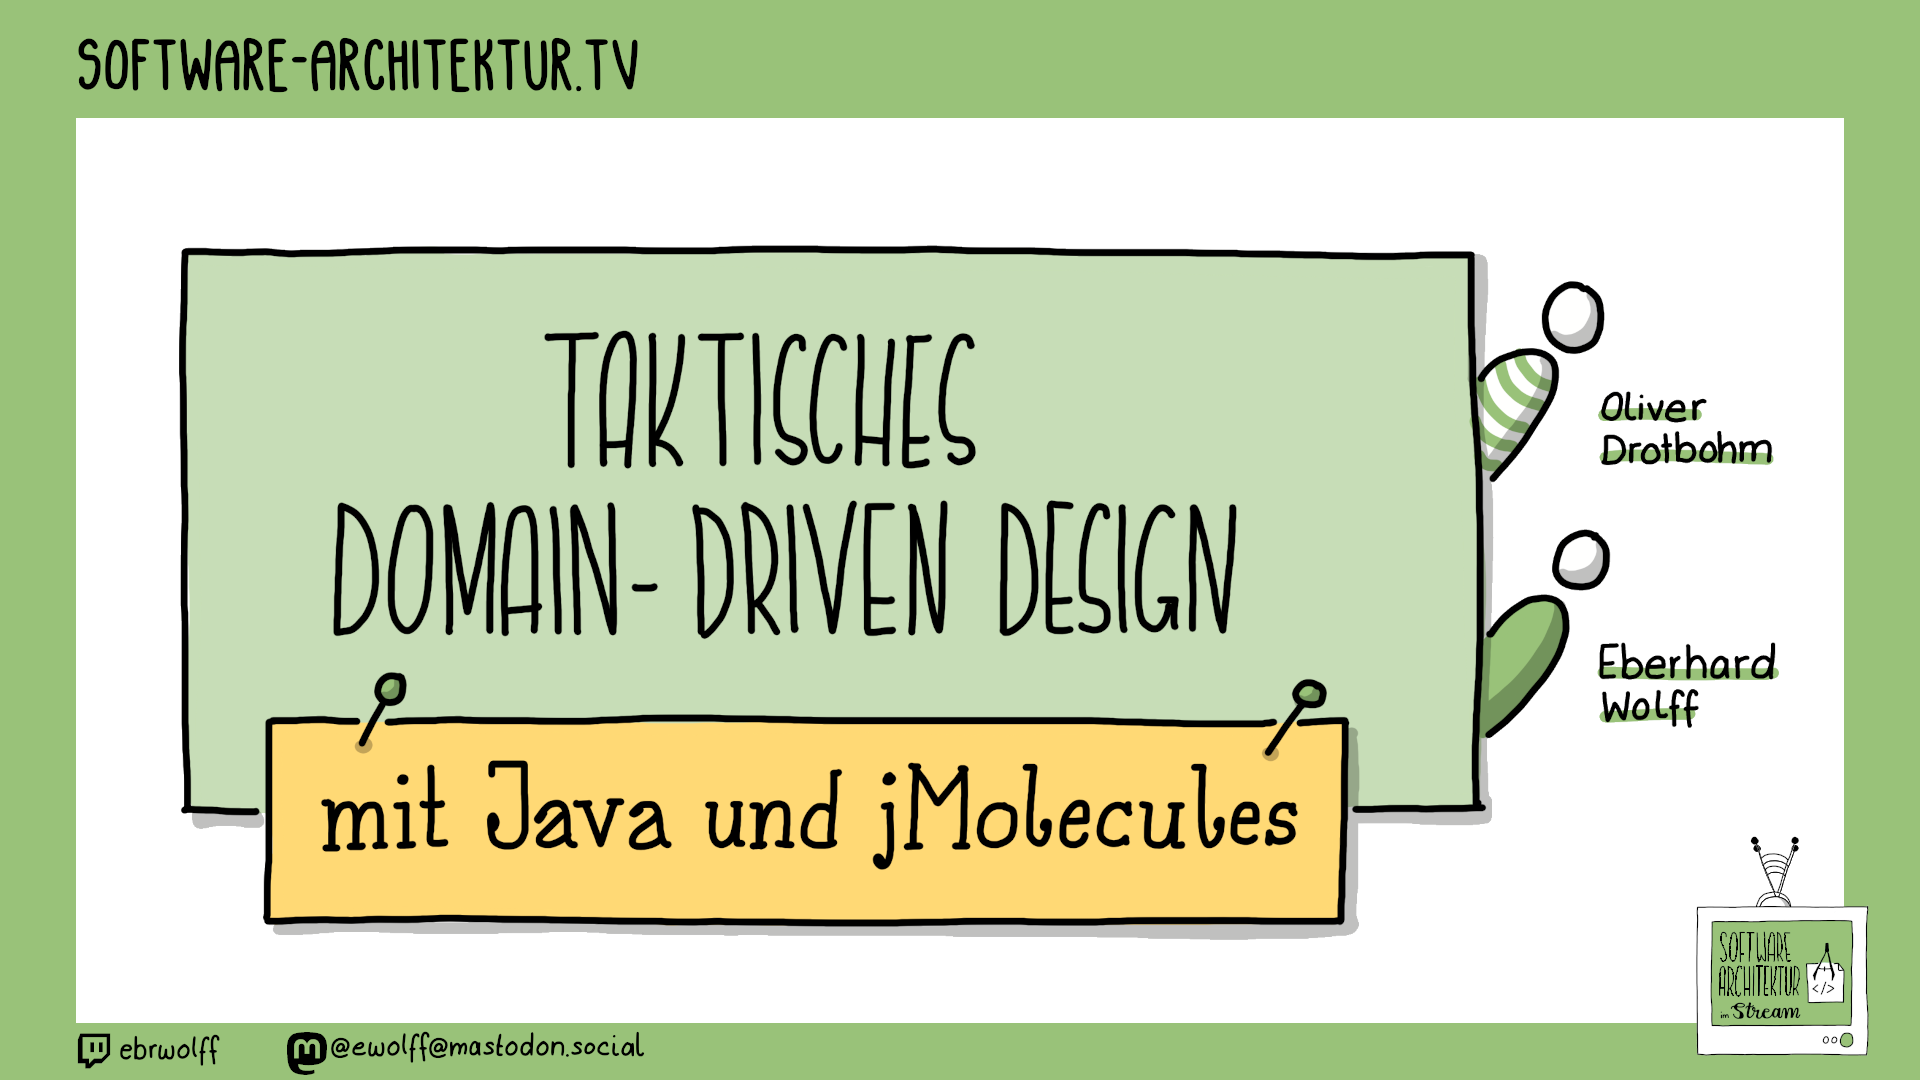 SOFTWARE-ARCHITEKTUR.TV
TAKTISCHES
DOMAIN- DRIVEN DESIGN
mit Java und jMolecules
Oliver
Drotbohm
Eberhard
Wolff
SOFTWARE
ARCHITEKTUR
</>
im Stream
ebrwolff
@ewolff@mastodon.social